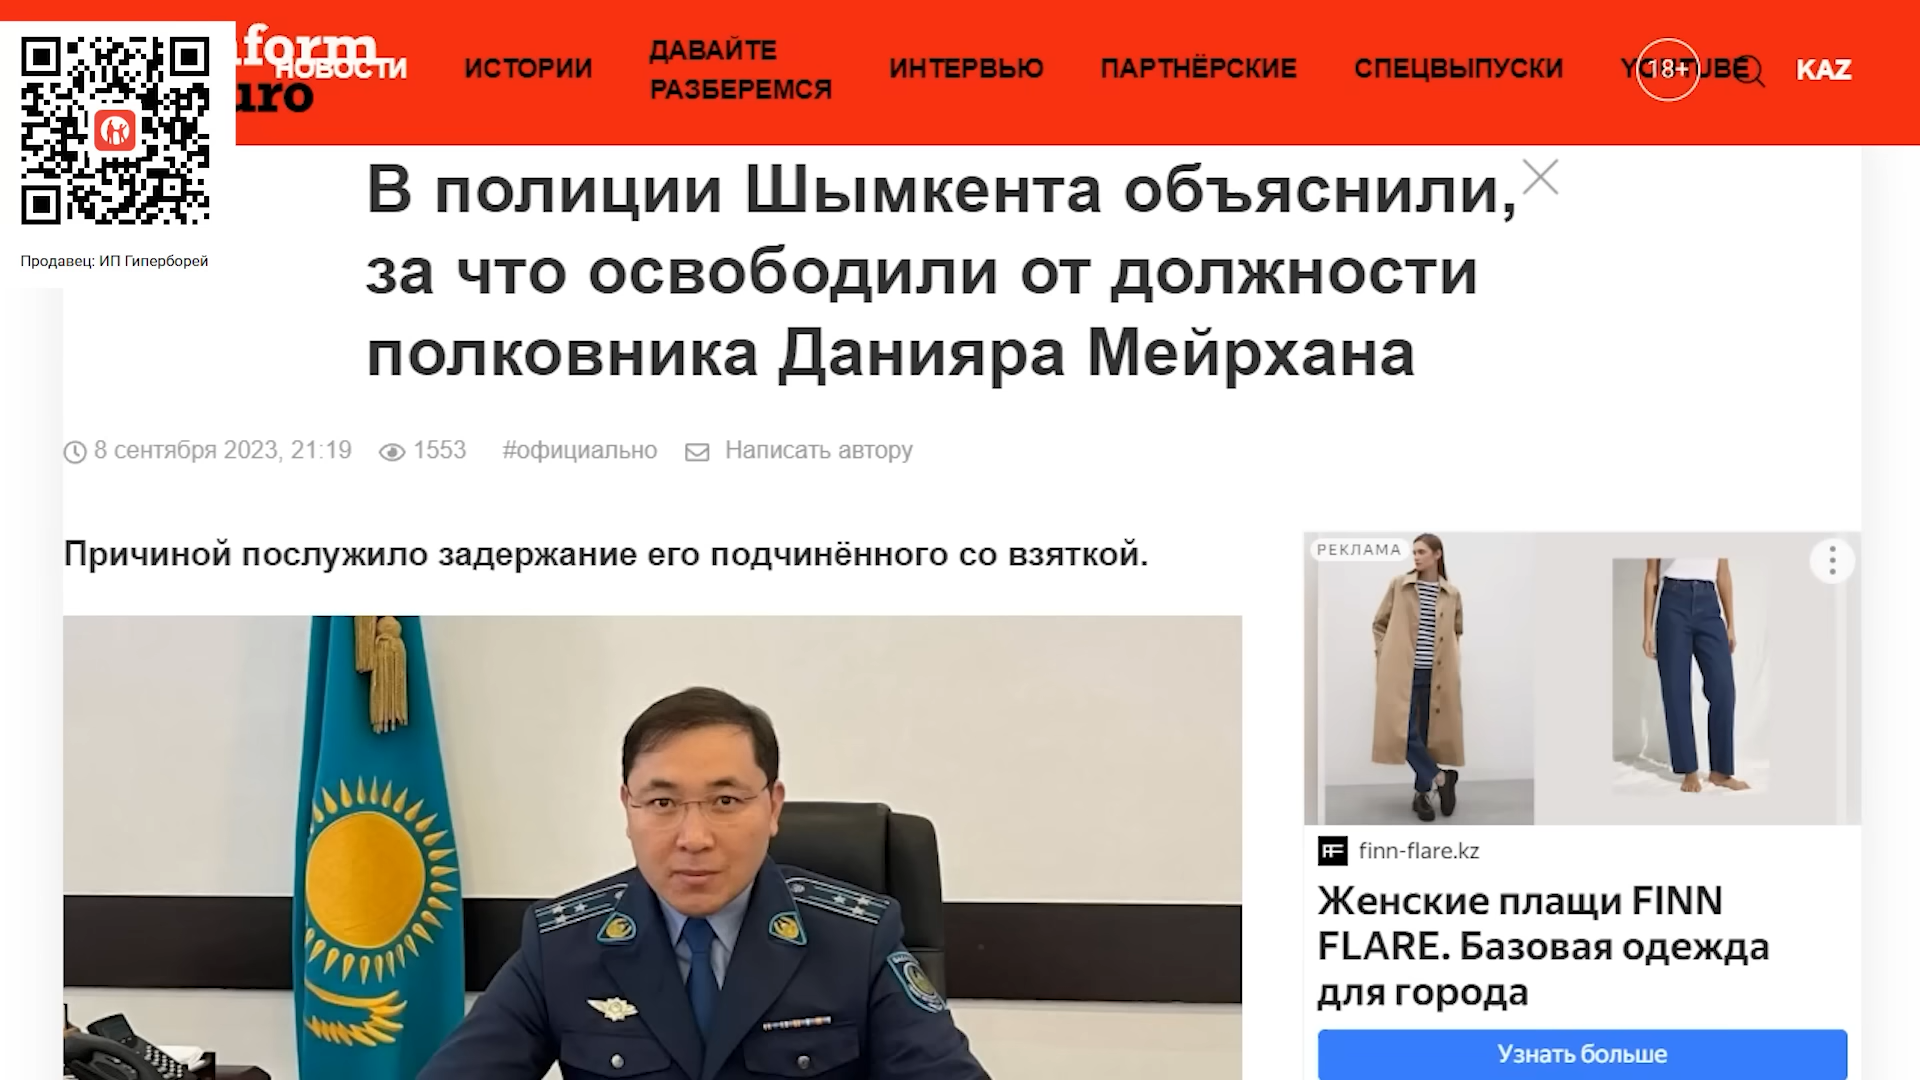 НОВОСТИ
ИСТОРИИ
ДАВАЙТЕ
РАЗБЕРЕМСЯ
ИНТЕРВЬЮ
ПАРТНЁРСКИЕ
СПЕЦВЫПУСКИ
18+
KAZ
Продавец: ИП Гиперборей
В полиции Шымкента объяснили,
за что освободили от должности
полковника Данияра Мейрхана
8 сентября 2023, 21:19 1553 #официально Написать автору
Причиной послужило задержание его подчинённого со взяткой.
РЕКЛАМА
finn-flare.kz
Женские плащи FINN
FLARE. Базовая одежда
для города
Узнать больше